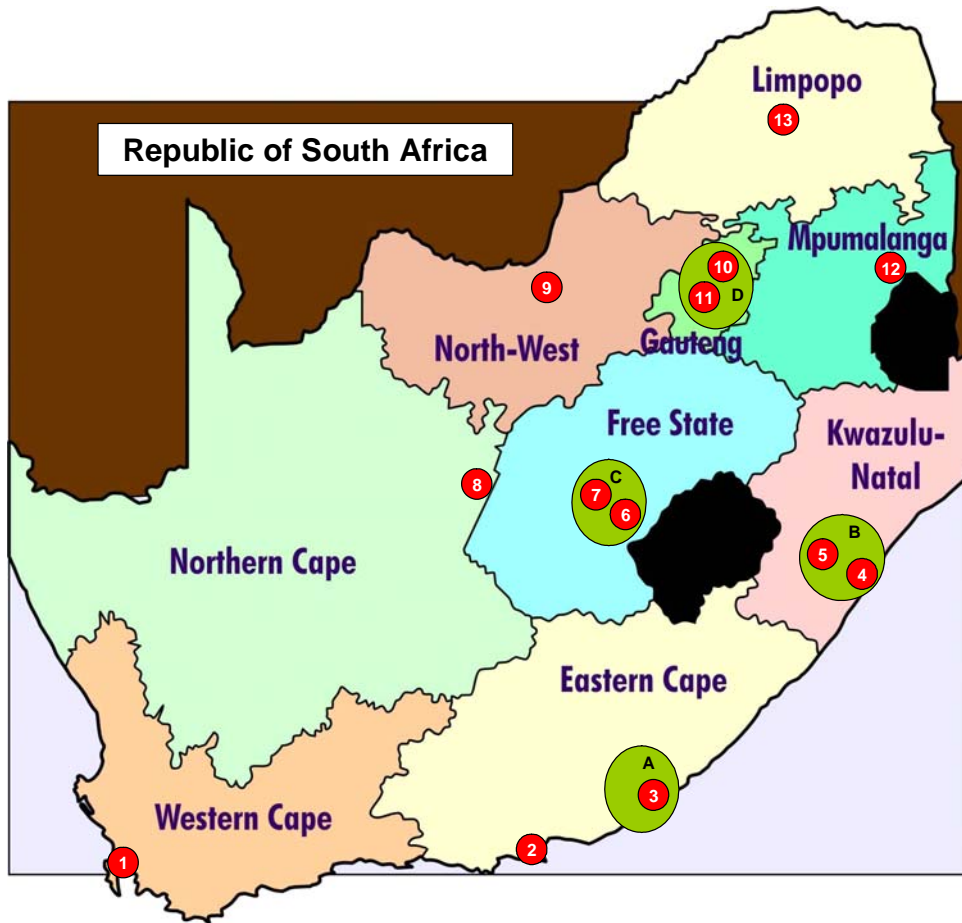 Limpopo
13
Republic of South Africa
Mpumalanga
10
12
9
11
D
North-West
Gauteng
Free State
Kwazulu-
Natal
8
C
7
6
B
5
4
Northern Cape
Eastern Cape
A
3
Western Cape
2
1